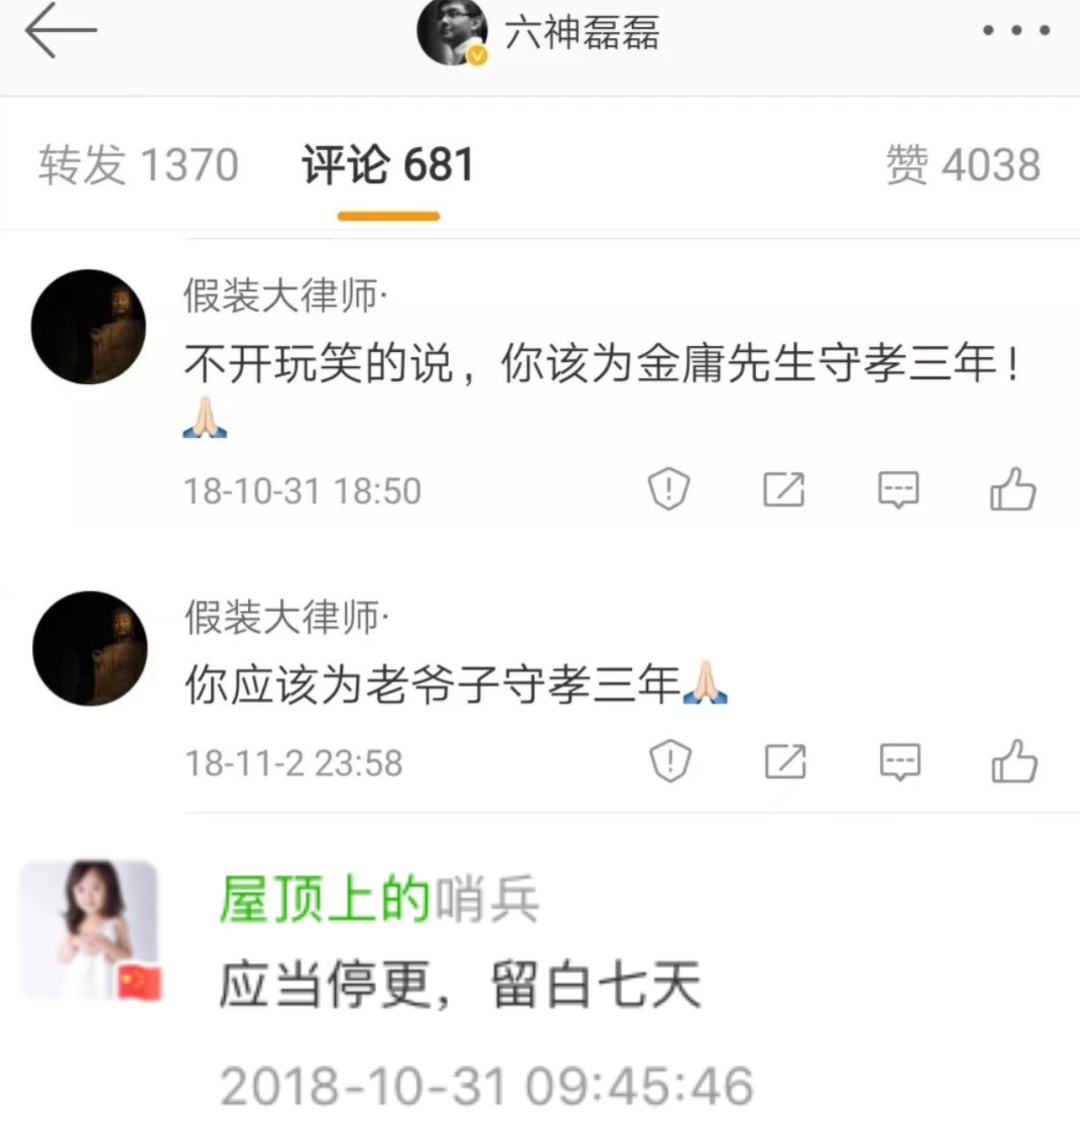 六神磊磊
转发 1370 评论 681 赞 4038
假装大律师·
不开玩笑的说，你该为金庸先生守孝三年！
🙏🏻
18-10-31 18:50
假装大律师·
你应该为老爷子守孝三年🙏🏻
18-11-2 23:58
屋顶上的哨兵
应当停更，留白七天
2018-10-31 09:45:46